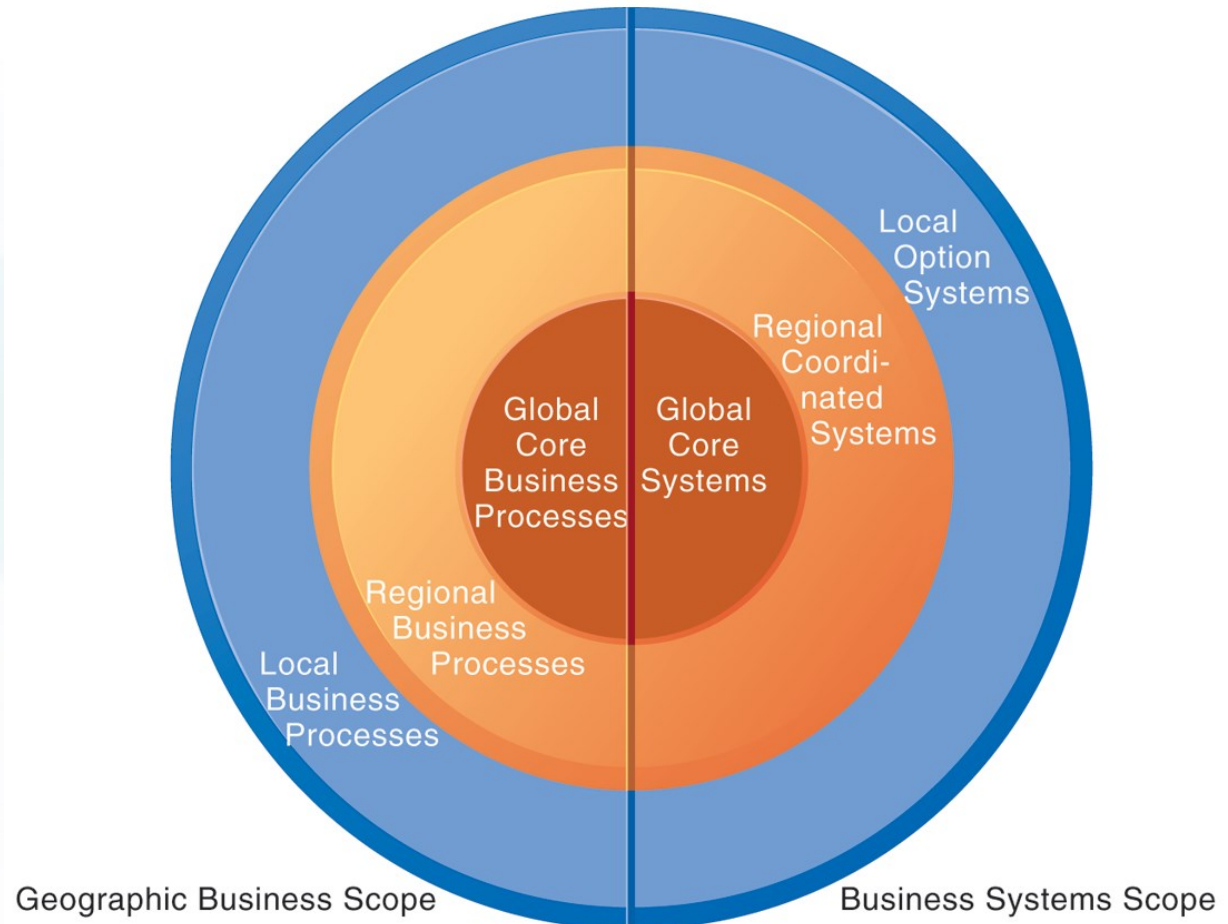 Local
Option
Systems
Regional
Coordi-
nated
Systems
Global
Core
Business
Processes
Global
Core
Systems
Regional
Business
Processes
Local
Business
Processes
Geographic Business Scope
Business Systems Scope